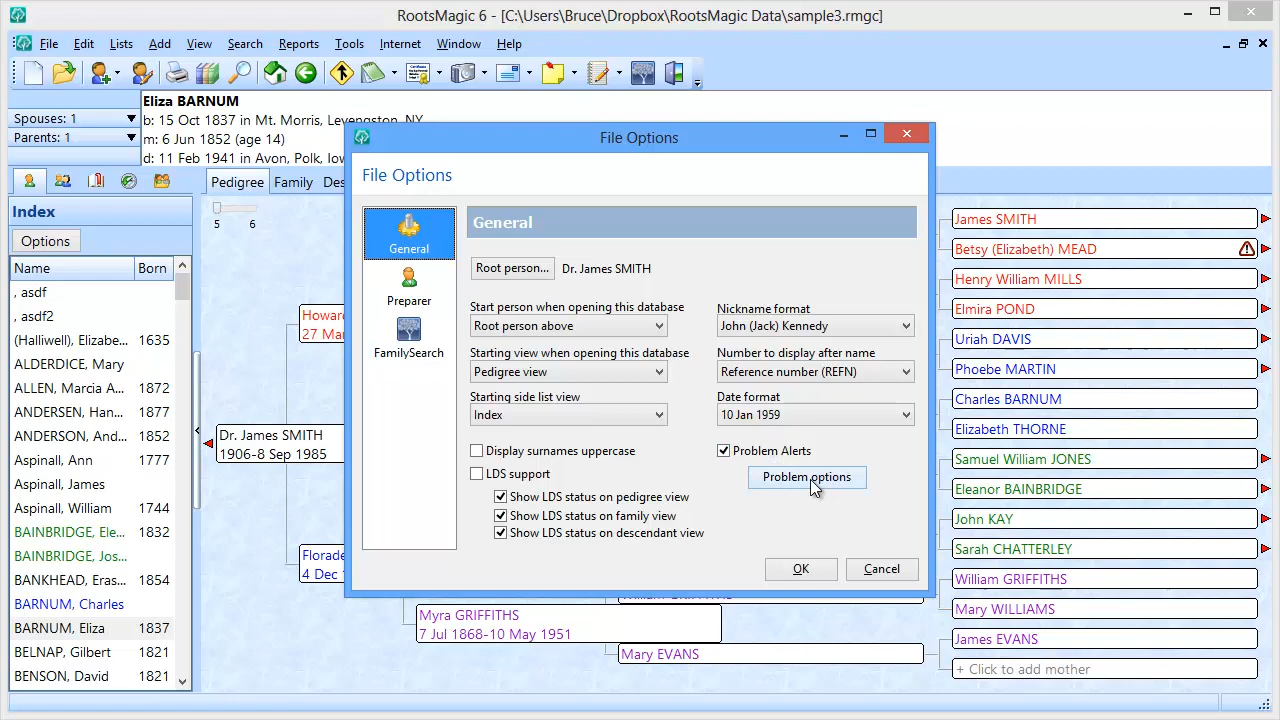 RootsMagic 6 - [C:\Users\Bruce\Dropbox\RootsMagic Data\sample3.rmgc]
File Edit Lists Add View Search Reports Tools Internet Window Help
Eliza BARNUM
Spouses: 1
Parents: 1
b: 15 Oct 1837 in Mt. Morris, Levengston, NY
m: 6 Jun 1852 (age 14)
d: 11 Feb 1941 in Avon, Polk, Iow
Pedigree Family Des
Index
Options
Name Born
, asdf
, asdf2
(Halliwell), Elizabe... 1635
ALDERDICE, Mary
ALLEN, Marcia A... 1872
ANDERSEN, Han... 1877
ANDERSON, And... 1852
Aspinall, Ann 1777
Aspinall, James
Aspinall, William 1744
BAINBRIDGE, Ele... 1832
BAINBRIDGE, Jos...
BANKHEAD, Eras... 1854
BARNUM, Charles
BARNUM, Eliza 1837
BELNAP, Gilbert 1821
BENSON, David 1821
5 6
Dr. James SMITH
1906-8 Sep 1985
Howar
27 Mar
Florade
4 Dec 1
Myra GRIFFITHS
7 Jul 1868-10 May 1951
Mary EVANS
File Options
File Options
General
Preparer
FamilySearch
General
Root person... Dr. James SMITH
Start person when opening this database
Root person above
Starting view when opening this database
Pedigree view
Starting side list view
Index
Display surnames uppercase
LDS support
Show LDS status on pedigree view
Show LDS status on family view
Show LDS status on descendant view
Nickname format
John (Jack) Kennedy
Number to display after name
Reference number (REFN)
Date format
10 Jan 1959
Problem Alerts
Problem options
OK Cancel
James SMITH
Betsy (Elizabeth) MEAD
Henry William MILLS
Elmira POND
Uriah DAVIS
Phoebe MARTIN
Charles BARNUM
Elizabeth THORNE
Samuel William JONES
Eleanor BAINBRIDGE
John KAY
Sarah CHATTERLEY
William GRIFFITHS
Mary WILLIAMS
James EVANS
+ Click to add mother